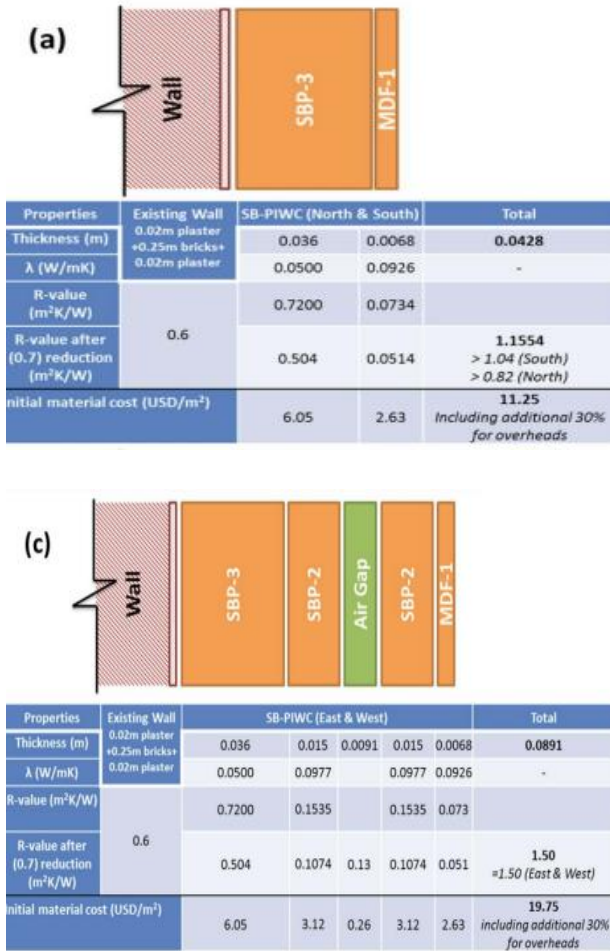 (a)
Wall
SBP-3
MDF-1
Properties Existing Wall SB-PIWC (North & South) Total
Thickness (m) 0.02m plaster +0.25m bricks+ 0.02m plaster 0.036 0.0068 0.0428
λ (W/mK) 0.0500 0.0926 -
R-value (m²K/W) 0.7200 0.0734
R-value after (0.7) reduction (m²K/W) 0.6 0.504 0.0514 1.1554
> 1.04 (South)
> 0.82 (North)
nitial material cost (USD/m²) 6.05 2.63 11.25
Including additional 30%
for overheads
(c)
Wall
SBP-3
SBP-2
Air Gap
SBP-2
MDF-1
Properties Existing Wall SB-PIWC (East & West) Total
Thickness (m) 0.02m plaster +0.25m bricks+ 0.02m plaster 0.036 0.015 0.0091 0.015 0.0068 0.0891
λ (W/mK) 0.0500 0.0977 0.0977 0.0926 -
R-value (m²K/W) 0.7200 0.1535 0.1535 0.073
R-value after (0.7) reduction (m²K/W) 0.6 0.504 0.1074 0.13 0.1074 0.051 1.50
=1.50 (East & West)
nitial material cost (USD/m²) 6.05 3.12 0.26 3.12 2.63 19.75
including additional 30%
for overheads